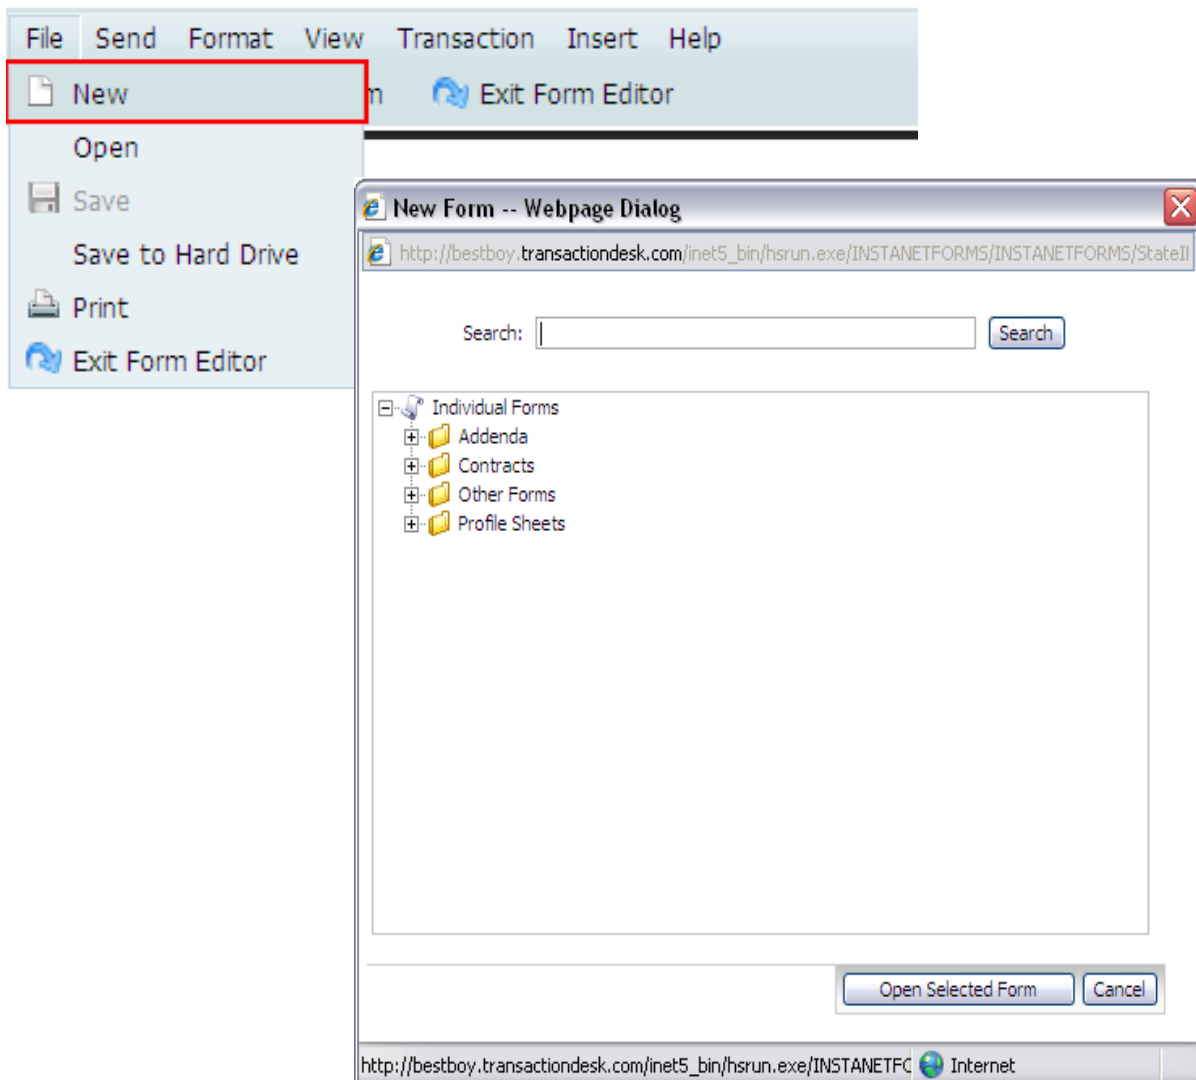 File Send Format View Transaction Insert Help
New
Exit Form Editor
Open
Save
Save to Hard Drive
Print
Exit Form Editor
New Form -- Webpage Dialog
http://bestboy.transactiondesk.com/inet5_bin/hsrun.exe/INSTANETFORMS/INSTANETFORMS/StateIl
Search:
Search
Individual Forms
Addenda
Contracts
Other Forms
Profile Sheets
Open Selected Form Cancel
http://bestboy.transactiondesk.com/inet5_bin/hsrun.exe/INSTANETFC Internet